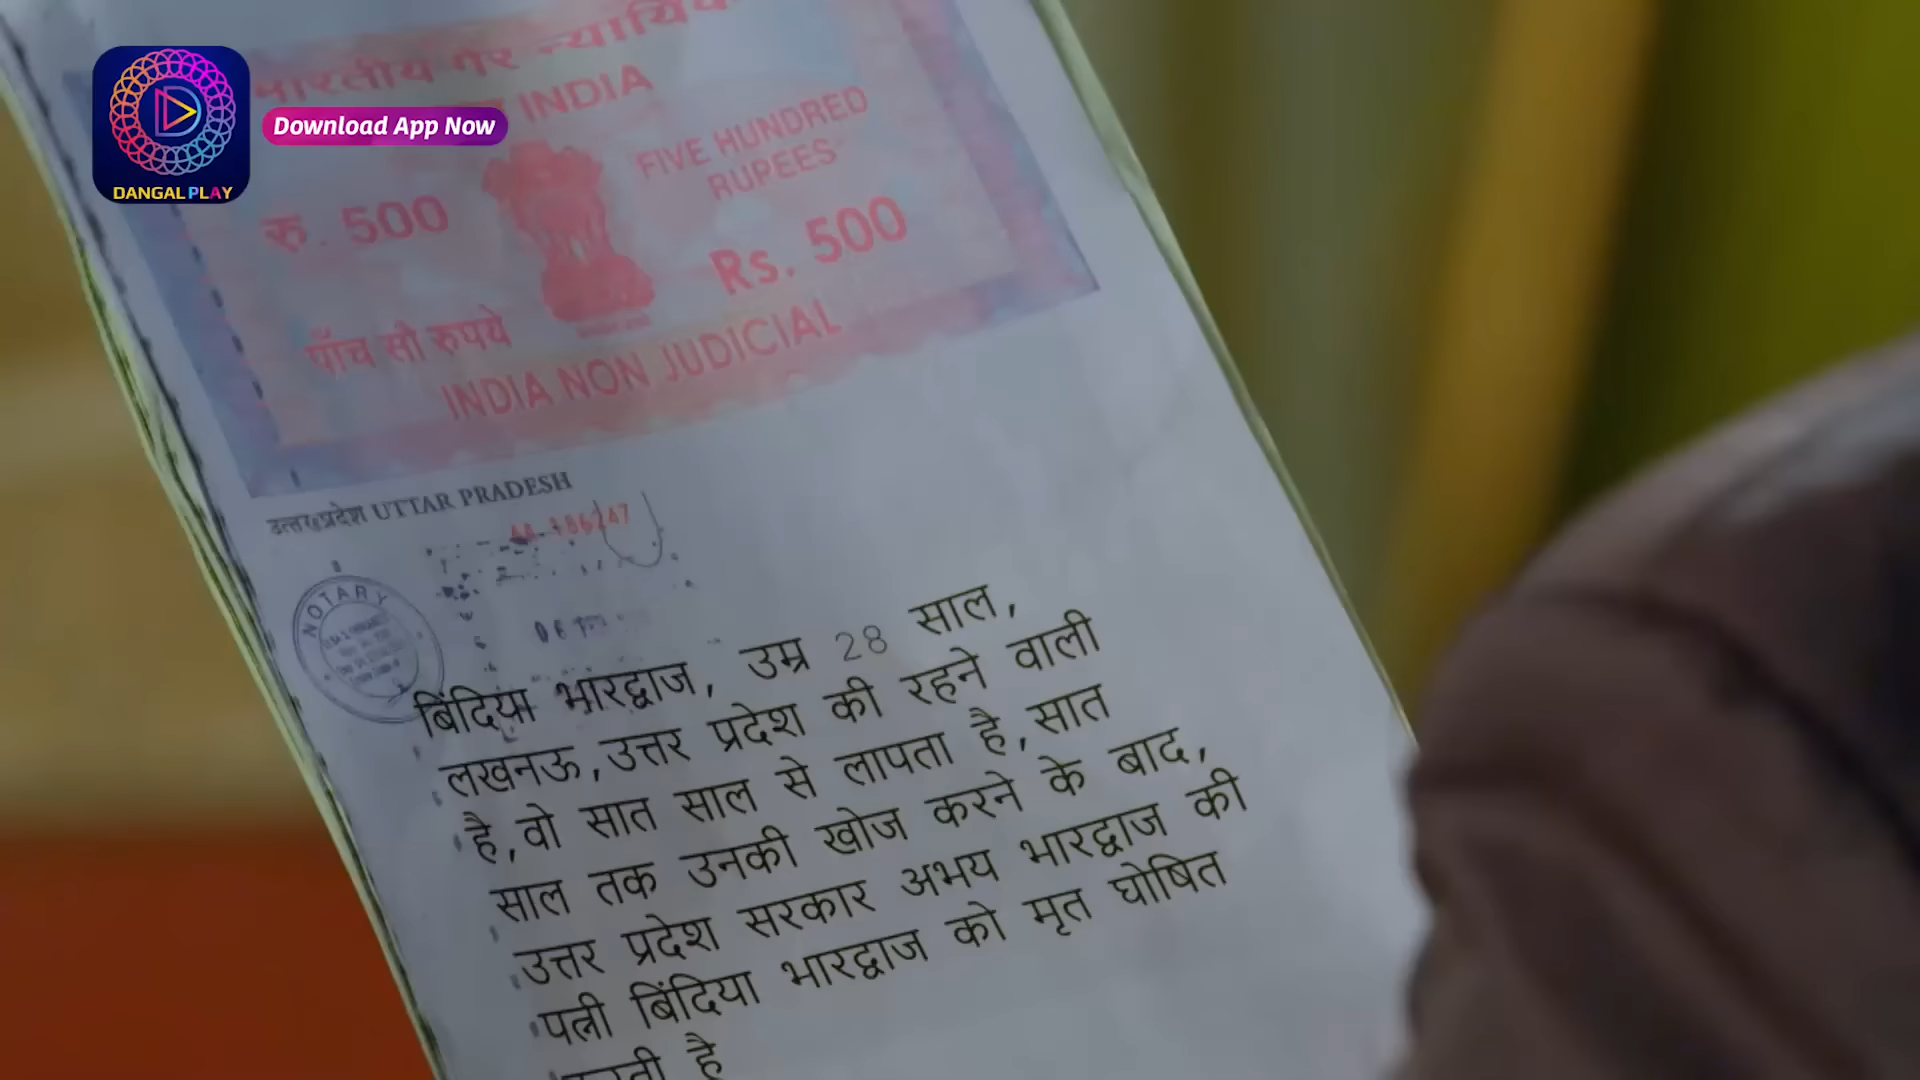 भारतीय गैर न्यायिक
INDIA
FIVE HUNDRED
RUPEES
रु. 500
Rs. 500
पाँच सौ रुपये
INDIA NON JUDICIAL
DANGAL PLAY
Download App Now
उत्तर प्रदेश UTTAR PRADESH
NOTARY
बिंदिया भारद्वाज, उम्र 28 साल,
लखनऊ,उत्तर प्रदेश की रहने वाली
है,वो सात साल से लापता है,सात
साल तक उनकी खोज करने के बाद,
उत्तर प्रदेश सरकार अभय भारद्वाज की
पत्नी बिंदिया भारद्वाज को मृत घोषित
करती है